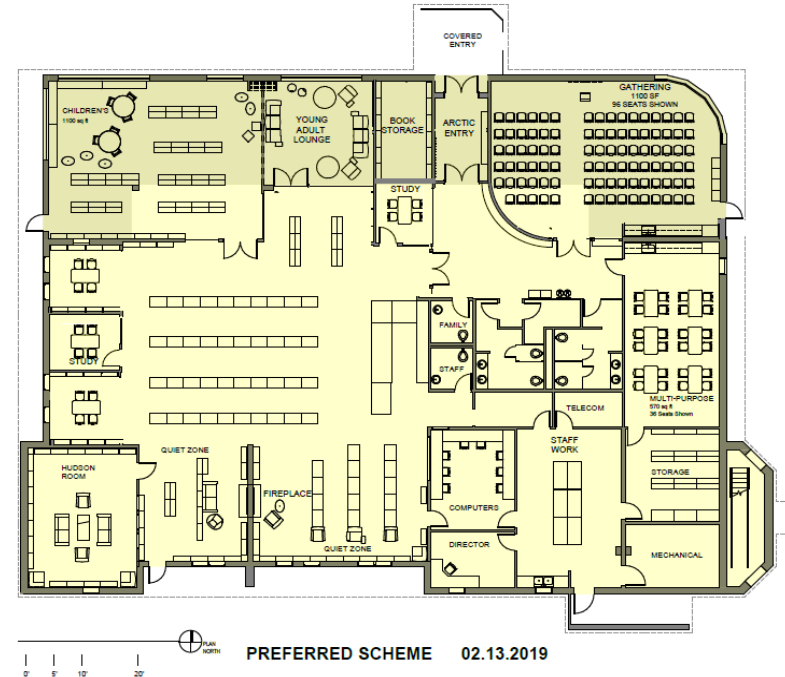 COVERED
ENTRY
GATHERING
1100 SF
96 SEATS SHOWN
CHILDREN'S
1100 sq ft
YOUNG
ADULT
LOUNGE
BOOK
STORAGE
ARCTIC
ENTRY
STUDY
FAMILY
STUDY
STAFF
MULTI-PURPOSE
570 sq ft
36 Seats Shown
TELECOM
STAFF
WORK
QUIET ZONE
HUDSON
ROOM
STORAGE
FIREPLACE
COMPUTERS
QUIET ZONE
DIRECTOR
MECHANICAL
PLAN
NORTH
PREFERRED SCHEME 02.13.2019
0' 5' 10' 20'